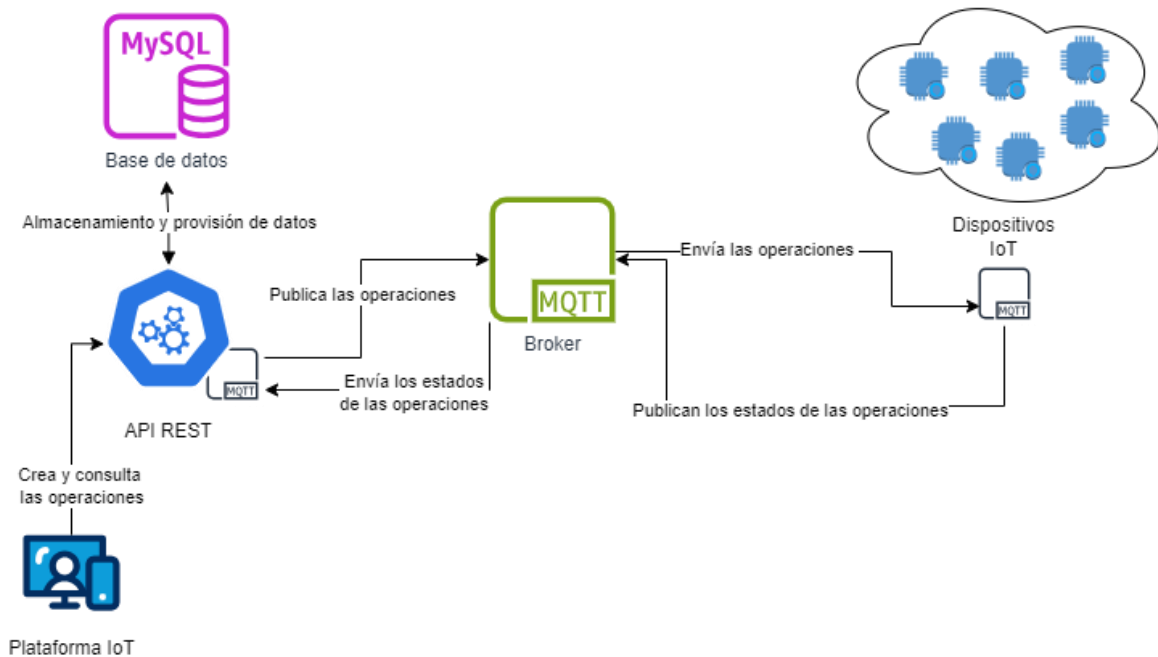 MySQL
Base de datos
Almacenamiento y provisión de datos
Publica las operaciones
MQTT
Broker
Envía las operaciones
Dispositivos
IoT
MQTT
Envía los estados
de las operaciones
MQTT
Publican los estados de las operaciones
API REST
Crea y consulta
las operaciones
Plataforma IoT